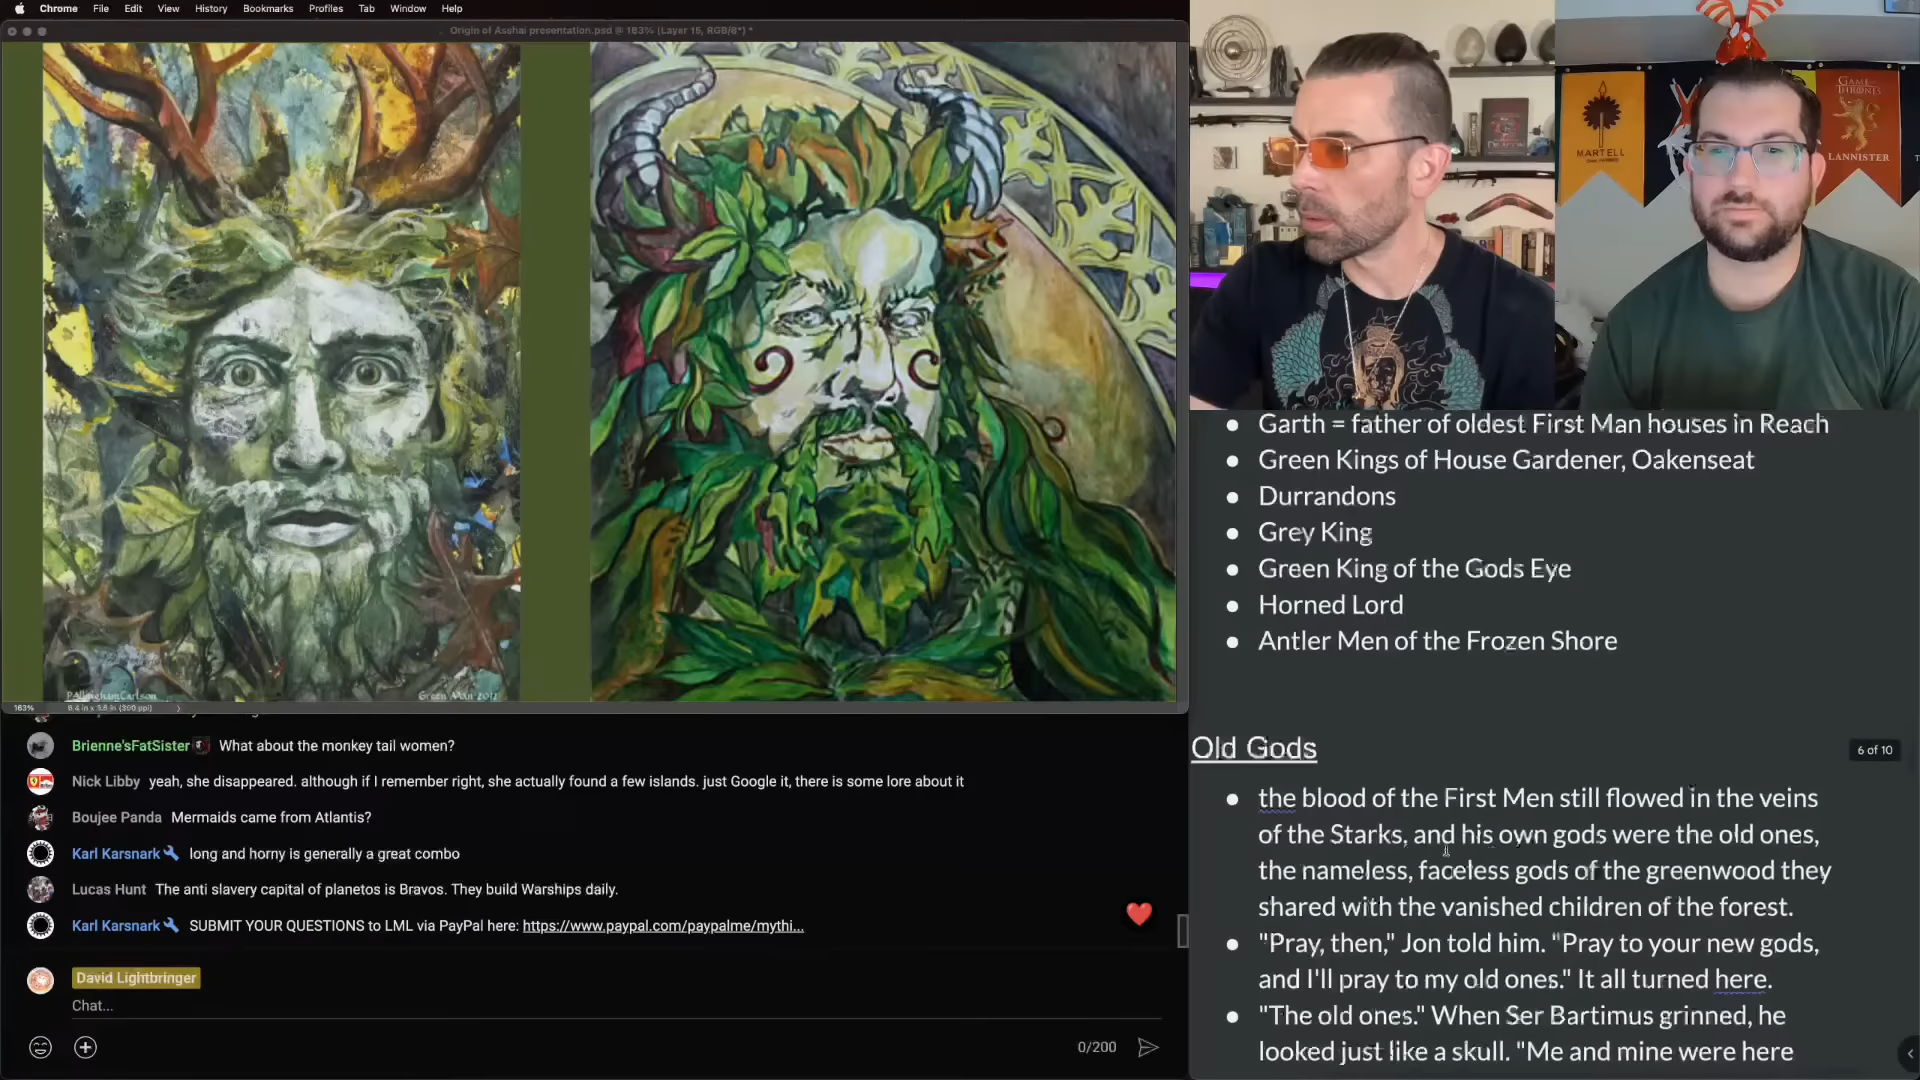 Chrome File Edit View History Bookmarks Profiles Tab Window Help
Origin of Asshai presentation.psd @ 163% (Layer 15, RGB/8*) *
PAllinghamCarlson
Green Man 2017
163%
MARTELL
GAME OF THRONES
LANNISTER
Garth = father of oldest First Man houses in Reach
Green Kings of House Gardener, Oakenseat
Durrandons
Grey King
Green King of the Gods Eye
Horned Lord
Antler Men of the Frozen Shore
Old Gods
6 of 10
the blood of the First Men still flowed in the veins
of the Starks, and his own gods were the old ones,
the nameless, faceless gods of the greenwood they
shared with the vanished children of the forest.
"Pray, then," Jon told him. "Pray to your new gods,
and I'll pray to my old ones." It all turned here.
"The old ones." When Ser Bartimus grinned, he
looked just like a skull. "Me and mine were here
Brienne'sFatSister What about the monkey tail women?
Nick Libby yeah, she disappeared. although if I remember right, she actually found a few islands. just Google it, there is some lore about it
Boujee Panda Mermaids came from Atlantis?
Karl Karsnark long and horny is generally a great combo
Lucas Hunt The anti slavery capital of planetos is Bravos. They build Warships daily.
Karl Karsnark SUBMIT YOUR QUESTIONS to LML via PayPal here: https://www.paypal.com/paypalme/mythi...
David Lightbringer
Chat...
0/200